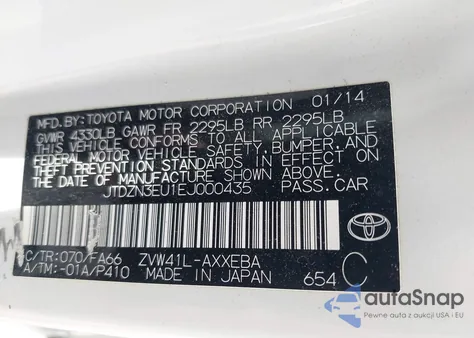 MFD. BY: TOYOTA MOTOR CORPORATION 01/14
GVWR 4330LB GAWR FR 2295LB RR 2295LB
THIS VEHICLE CONFORMS TO ALL APPLICABLE
FEDERAL MOTOR VEHICLE SAFETY, BUMPER, AND
THEFT PREVENTION STANDARDS IN EFFECT ON
THE DATE OF MANUFACTURE SHOWN ABOVE.
JTDZN3EU1EJ000435 PASS.CAR
C/TR:070/FA66 ZVW41L-AXXEBA
A/TM:-01A/P410 MADE IN JAPAN 654 C
autaSnap
Pewne auta z aukcji USA i EU